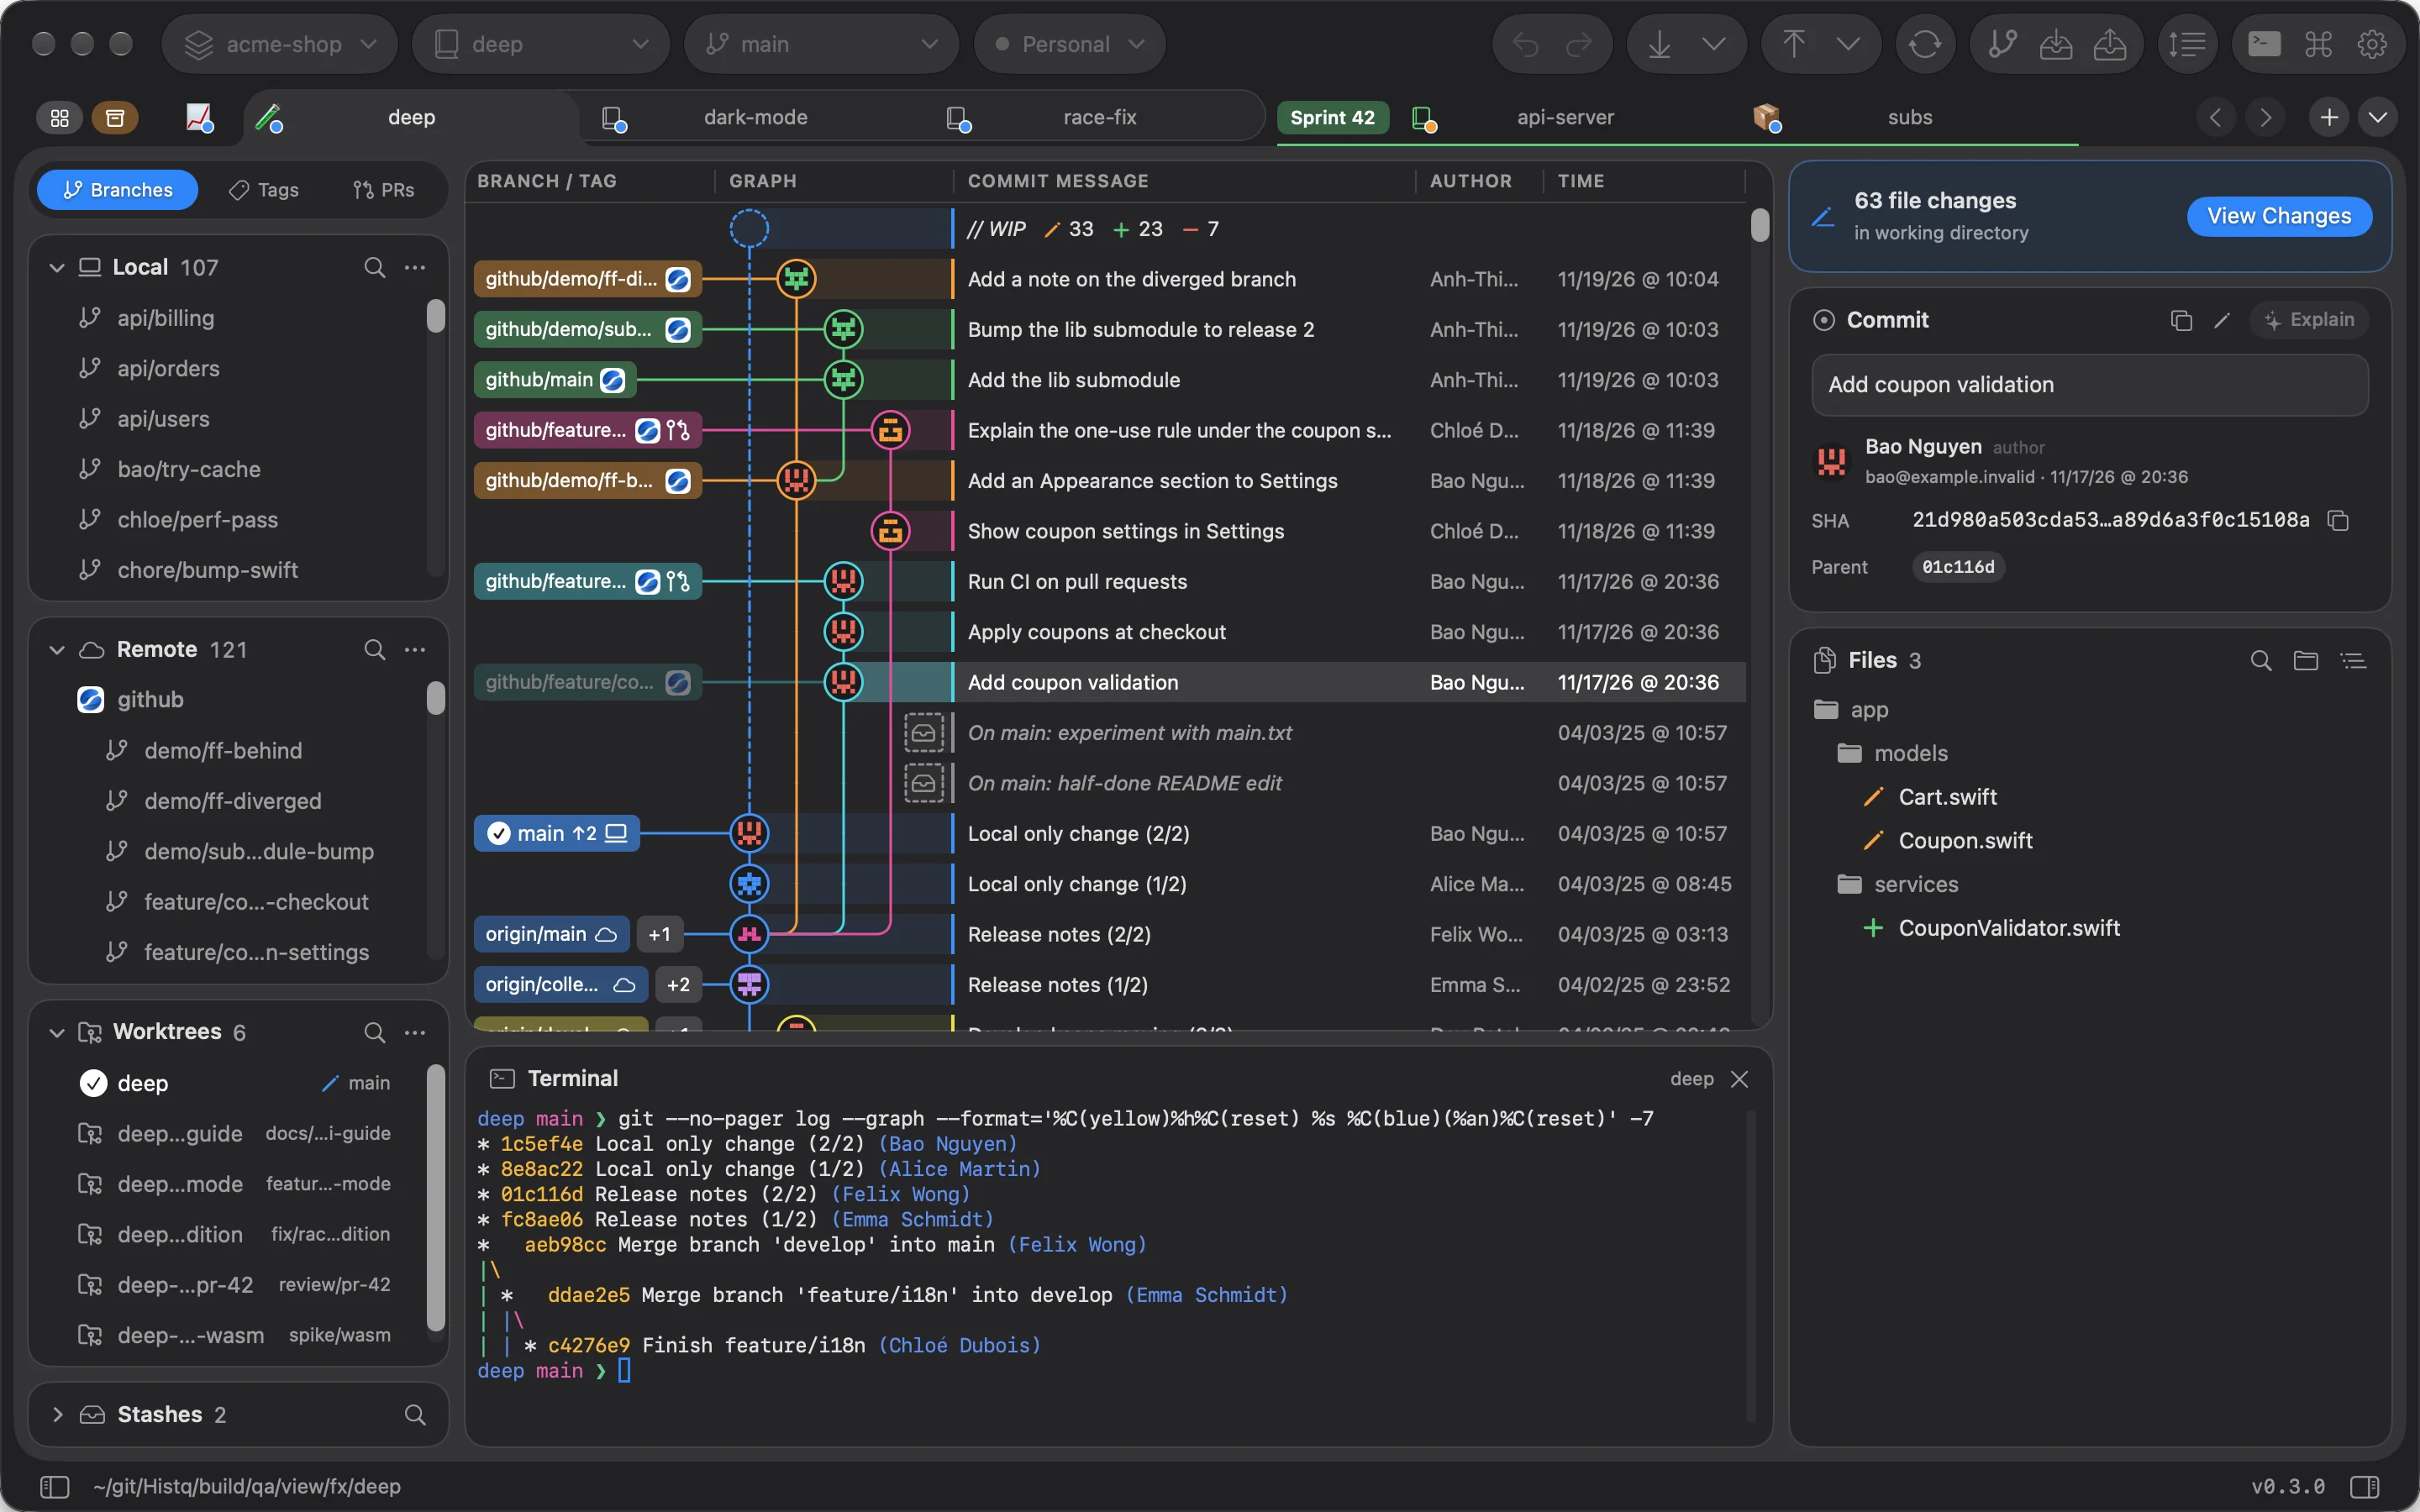 acme-shop
deep
main
Personal
deep
dark-mode
race-fix
Sprint 42
api-server
subs
Branches
Tags
PRs
Local 107
api/billing
api/orders
api/users
bao/try-cache
chloe/perf-pass
chore/bump-swift
Remote 121
github
demo/ff-behind
demo/ff-diverged
demo/sub...dule-bump
feature/co...-checkout
feature/co...n-settings
Worktrees 6
deep main
deep...guide docs/...i-guide
deep...mode featur...-mode
deep...dition fix/rac...dition
deep-...pr-42 review/pr-42
deep-...-wasm spike/wasm
Stashes 2
BRANCH / TAG GRAPH COMMIT MESSAGE AUTHOR TIME
// WIP 33 + 23 − 7
github/demo/ff-di... Add a note on the diverged branch Anh-Thi... 11/19/26 @ 10:04
github/demo/sub... Bump the lib submodule to release 2 Anh-Thi... 11/19/26 @ 10:03
github/main Add the lib submodule Anh-Thi... 11/19/26 @ 10:03
github/feature... Explain the one-use rule under the coupon s... Chloé D... 11/18/26 @ 11:39
github/demo/ff-b... Add an Appearance section to Settings Bao Ngu... 11/18/26 @ 11:39
Show coupon settings in Settings Chloé D... 11/18/26 @ 11:39
github/feature... Run CI on pull requests Bao Ngu... 11/17/26 @ 20:36
Apply coupons at checkout Bao Ngu... 11/17/26 @ 20:36
github/feature/co... Add coupon validation Bao Ngu... 11/17/26 @ 20:36
On main: experiment with main.txt 04/03/25 @ 10:57
On main: half-done README edit 04/03/25 @ 10:57
main ↑2 Local only change (2/2) Bao Ngu... 04/03/25 @ 10:57
Local only change (1/2) Alice Ma... 04/03/25 @ 08:45
origin/main +1 Release notes (2/2) Felix Wo... 04/03/25 @ 03:13
origin/colle... +2 Release notes (1/2) Emma S... 04/02/25 @ 23:52
Terminal
deep
deep main ❯ git --no-pager log --graph --format='%C(yellow)%h%C(reset) %s %C(blue)(%an)%C(reset)' -7
* 1c5ef4e Local only change (2/2) (Bao Nguyen)
* 8e8ac22 Local only change (1/2) (Alice Martin)
* 01c116d Release notes (2/2) (Felix Wong)
* fc8ae06 Release notes (1/2) (Emma Schmidt)
*   aeb98cc Merge branch 'develop' into main (Felix Wong)
|\
| *   ddae2e5 Merge branch 'feature/i18n' into develop (Emma Schmidt)
| |\
| | * c4276e9 Finish feature/i18n (Chloé Dubois)
deep main ❯
63 file changes
in working directory
View Changes
Commit
Explain
Add coupon validation
Bao Nguyen author
bao@example.invalid · 11/17/26 @ 20:36
SHA 21d980a503cda53…a89d6a3f0c15108a
Parent 01c116d
Files 3
app
models
Cart.swift
Coupon.swift
services
CouponValidator.swift
~/git/Histq/build/qa/view/fx/deep
v0.3.0